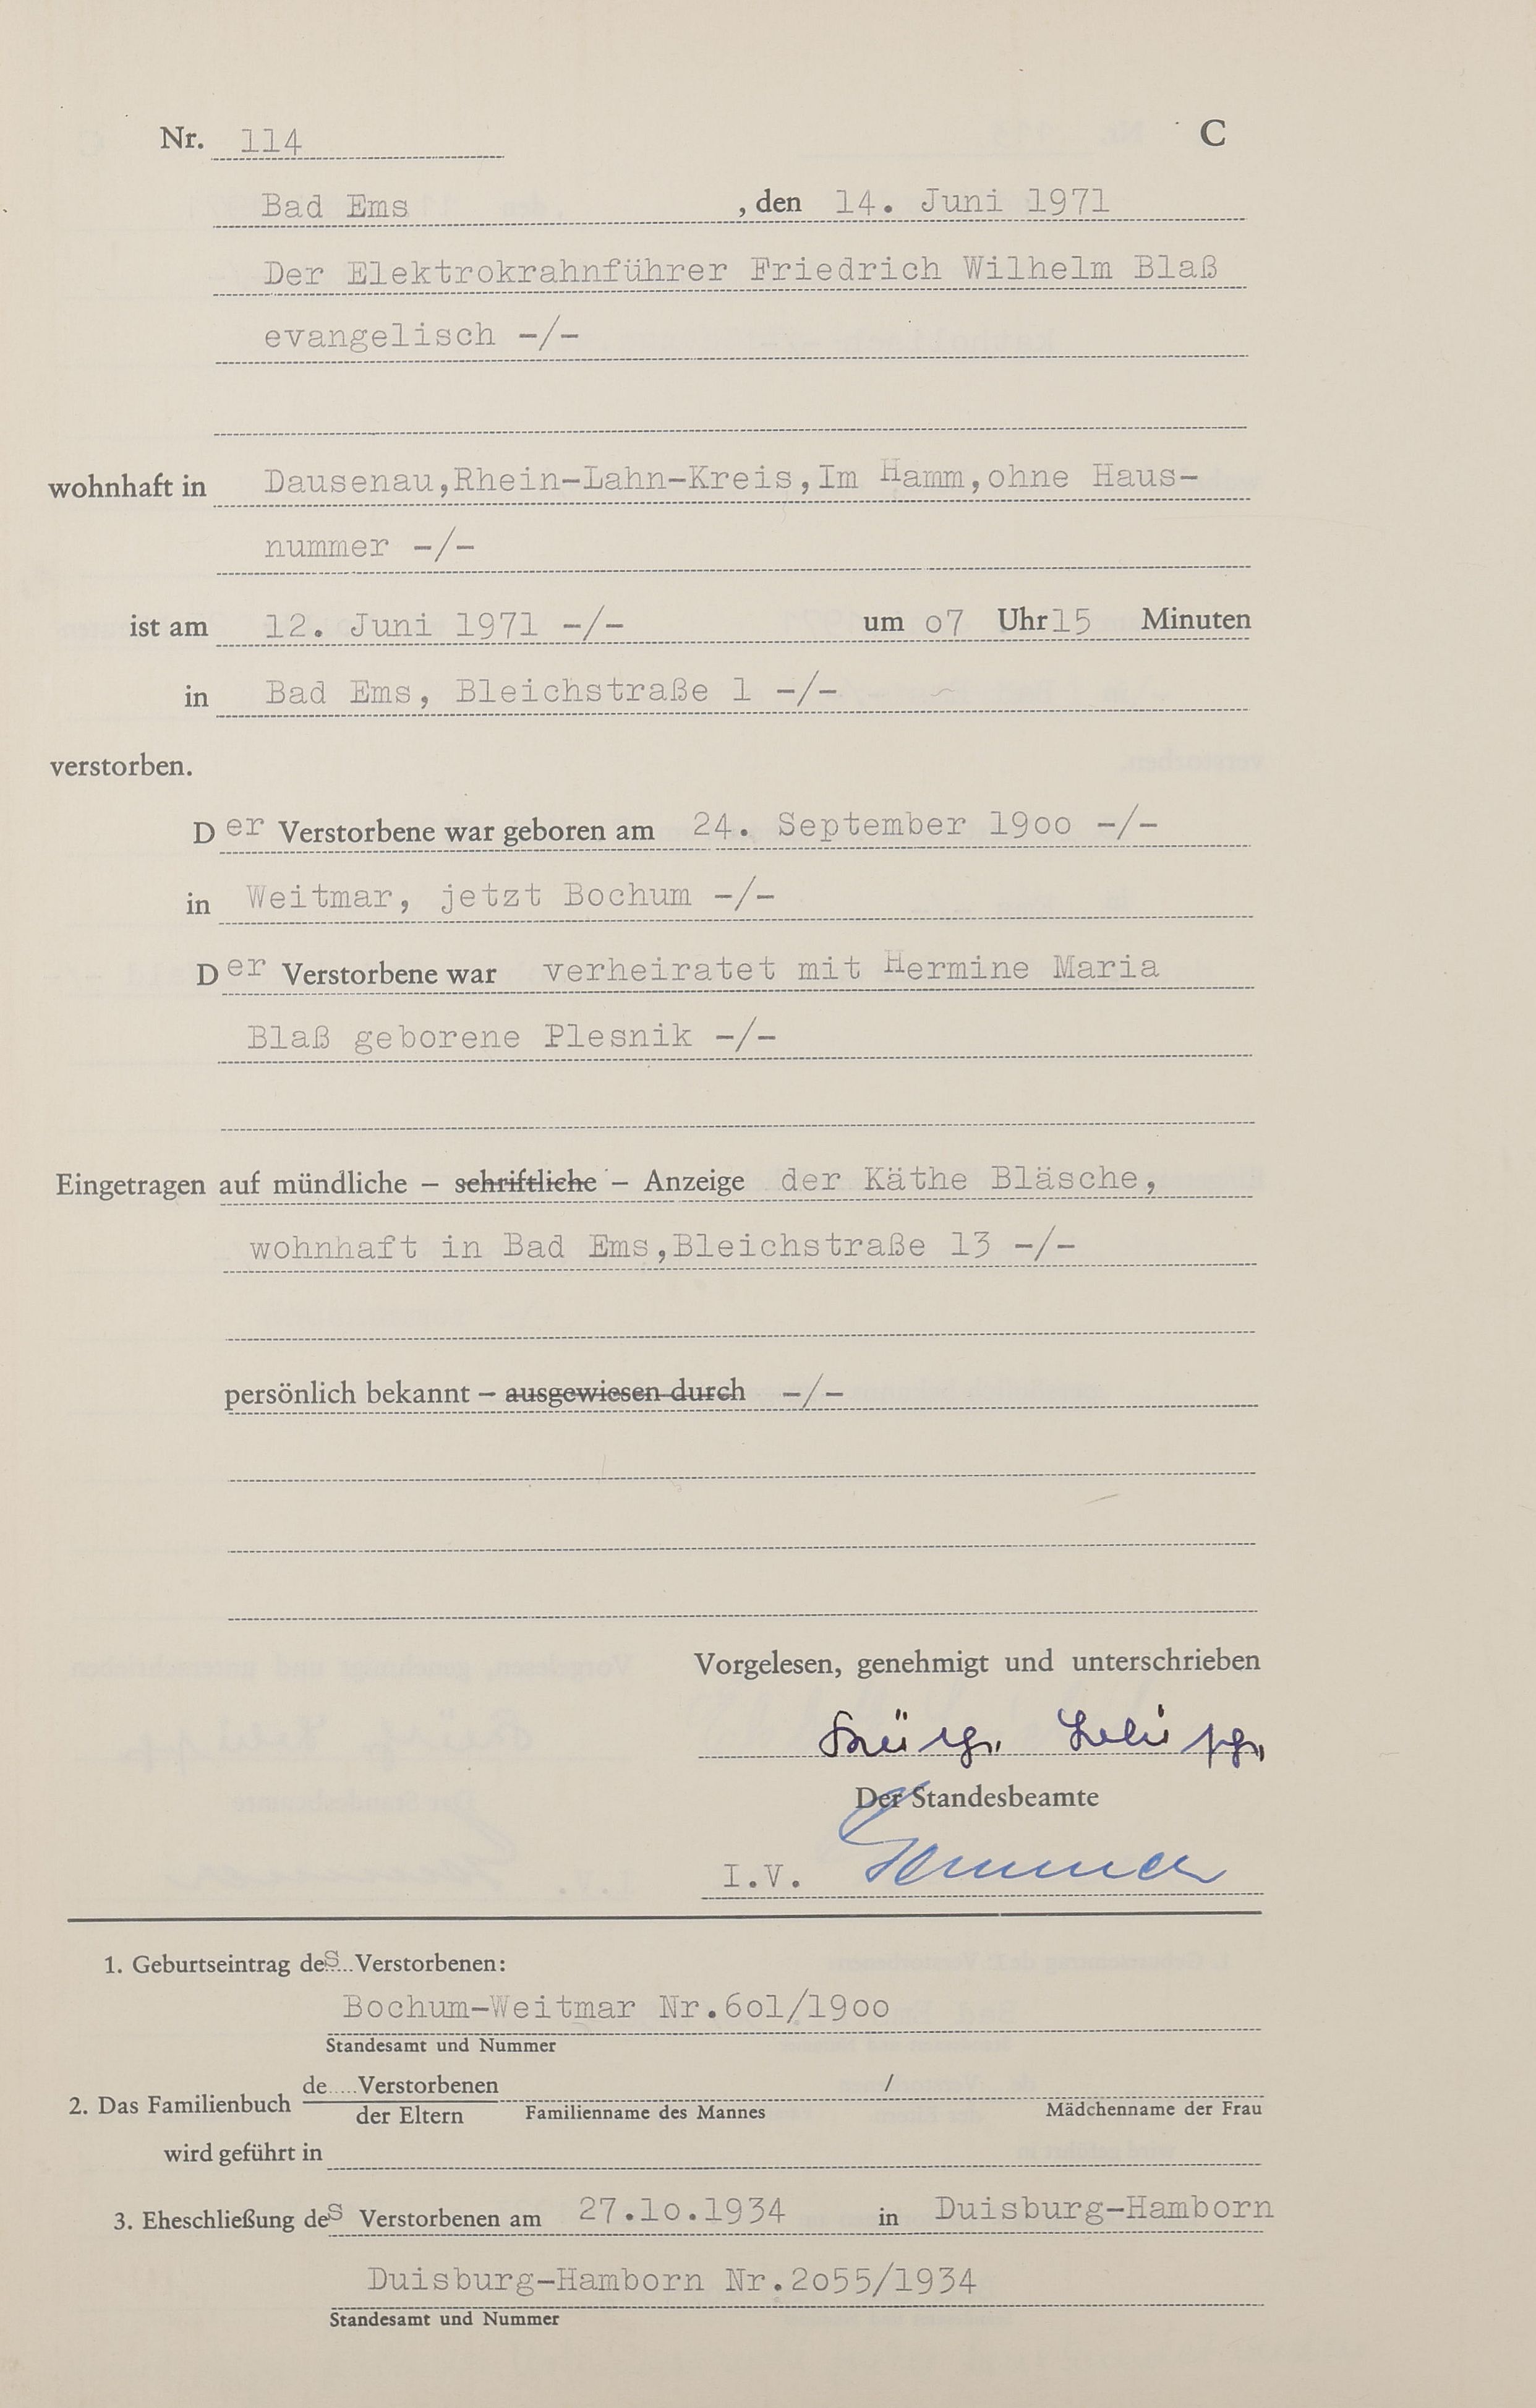 Nr. 114 C
Bad Ems , den 14. Juni 1971
Der Elektrokrahnführer Friedrich Wilhelm Blaß
evangelisch -/-
wohnhaft in Dausenau,Rhein-Lahn-Kreis,Im Hamm,ohne Haus-
nummer -/-
ist am 12. Juni 1971 -/- um o7 Uhr 15 Minuten
in Bad Ems, Bleichstraße 1 -/-
verstorben.
Der Verstorbene war geboren am 24. September 19oo -/-
in Weitmar, jetzt Bochum -/-
Der Verstorbene war verheiratet mit Hermine Maria
Blaß geborene Plesnik -/-
Eingetragen auf mündliche – schriftliche – Anzeige der Käthe Bläsche,
wohnhaft in Bad Ems,Bleichstraße 13 -/-
persönlich bekannt – ausgewiesen durch -/-
Vorgelesen, genehmigt und unterschrieben
Der Standesbeamte
I.V.
1. Geburtseintrag des Verstorbenen:
Bochum-Weitmar Nr.6o1/19oo
Standesamt und Nummer
de..... Verstorbenen /
2. Das Familienbuch der Eltern Familienname des Mannes Mädchenname der Frau
wird geführt in
3. Eheschließung des Verstorbenen am 27.1o.1934 in Duisburg-Hamborn
Duisburg-Hamborn Nr.2o55/1934
Standesamt und Nummer